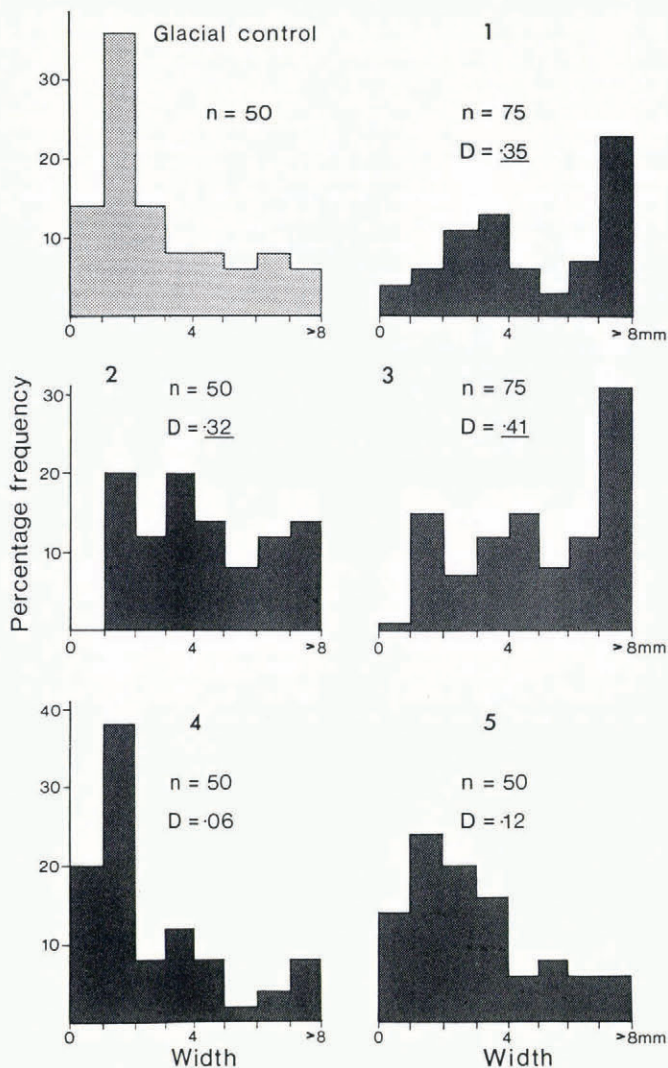 Glacial control
n = 50
30
20
10
0 4 >8
1
n = 75
D = ·35
0 4 >8mm
Percentage frequency
2
n = 50
D = ·32
30
20
10
0 4 >8
3
n = 75
D = ·41
0 4 >8mm
4
n = 50
D = ·06
40
30
20
10
0 4 >8
Width
5
n = 50
D = ·12
0 4 >8mm
Width